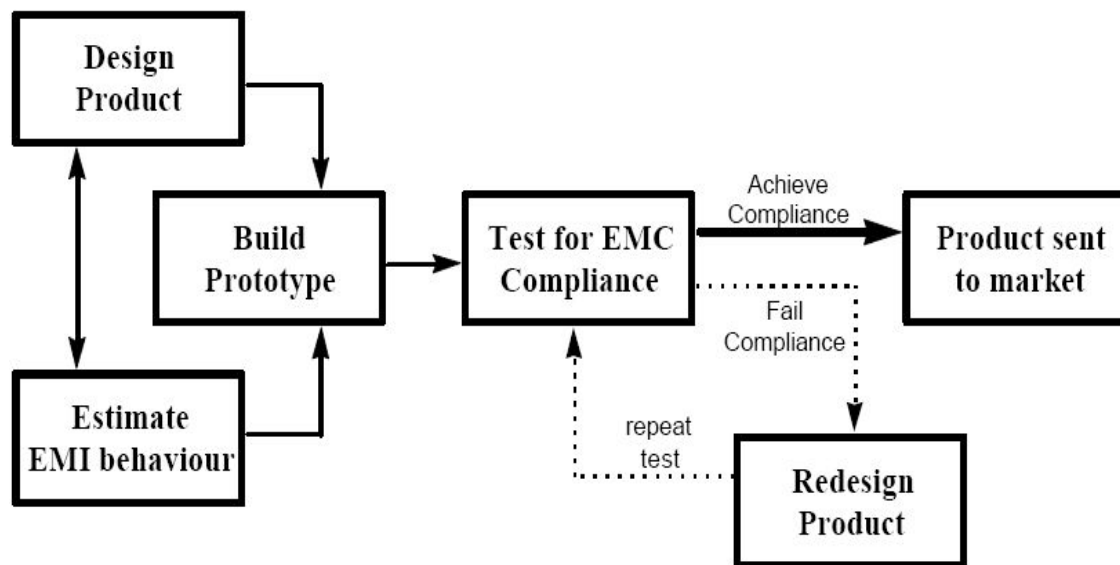 Design
Product
Build
Prototype
Estimate
EMI behaviour
Test for EMC
Compliance
Achieve
Compliance
Fail
Compliance
repeat
test
Redesign
Product
Product sent
to market